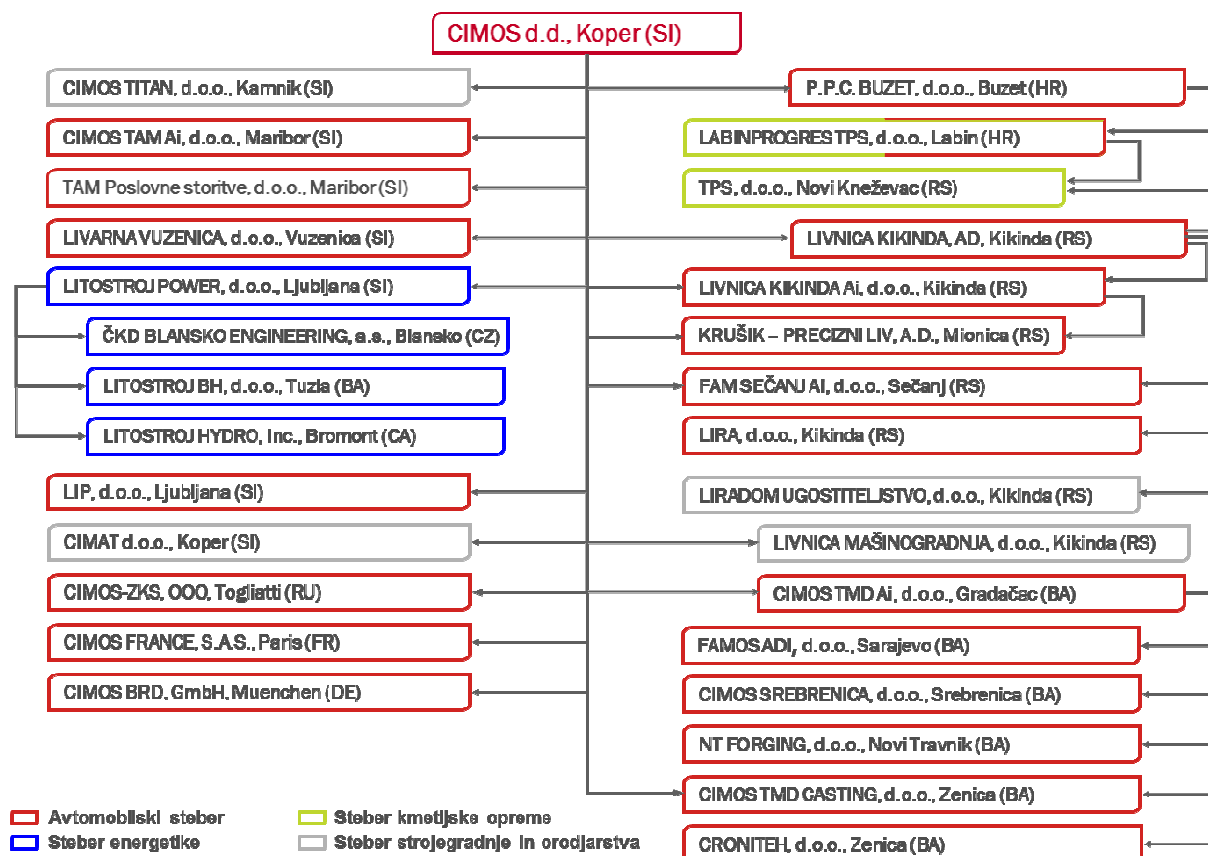 CIMOS d.d., Koper (SI)
CIMOS TITAN, d.o.o., Kamnik (SI)
CIMOS TAM Ai, d.o.o., Maribor (SI)
TAM Poslovne storitve, d.o.o., Maribor (SI)
LIVARNA VUZENICA, d.o.o., Vuzenica (SI)
LITOSTROJ POWER, d.o.o., Ljubljana (SI)
ČKD BLANSKO ENGINEERING, a.s., Blansko (CZ)
LITOSTROJ BH, d.o.o., Tuzla (BA)
LITOSTROJ HYDRO, Inc., Bromont (CA)
LIP, d.o.o., Ljubljana (SI)
CIMAT d.o.o., Koper (SI)
CIMOS-ZKS, OOO, Togliatti (RU)
CIMOS FRANCE, S.A.S., Paris (FR)
CIMOS BRD, GmbH, Muenchen (DE)
P.P.C. BUZET, d.o.o., Buzet (HR)
LABINPROGRES TPS, d.o.o., Labin (HR)
TPS, d.o.o., Novi Kneževac (RS)
LIVNICA KIKINDA, AD, Kikinda (RS)
LIVNICA KIKINDA Ai, d.o.o., Kikinda (RS)
KRUŠIK – PRECIZNI LIV, A.D., Mionica (RS)
FAM SEČANJ AI, d.o.o., Sečanj (RS)
LIRA, d.o.o., Kikinda (RS)
LIRADOM UGOSTITELJSTVO, d.o.o., Kikinda (RS)
LIVNICA MAŠINOGRADNJA, d.o.o., Kikinda (RS)
CIMOS TMD Ai, d.o.o., Gradačac (BA)
FAMOS ADI, d.o.o., Sarajevo (BA)
CIMOS SREBRENICA, d.o.o., Srebrenica (BA)
NT FORGING, d.o.o., Novi Travnik (BA)
CIMOS TMD CASTING, d.o.o., Zenica (BA)
CRONITEH, d.o.o., Zenica (BA)
Avtomobilski steber
Steber energetike
Steber kmetijske opreme
Steber strojegradnje in orodjarstva